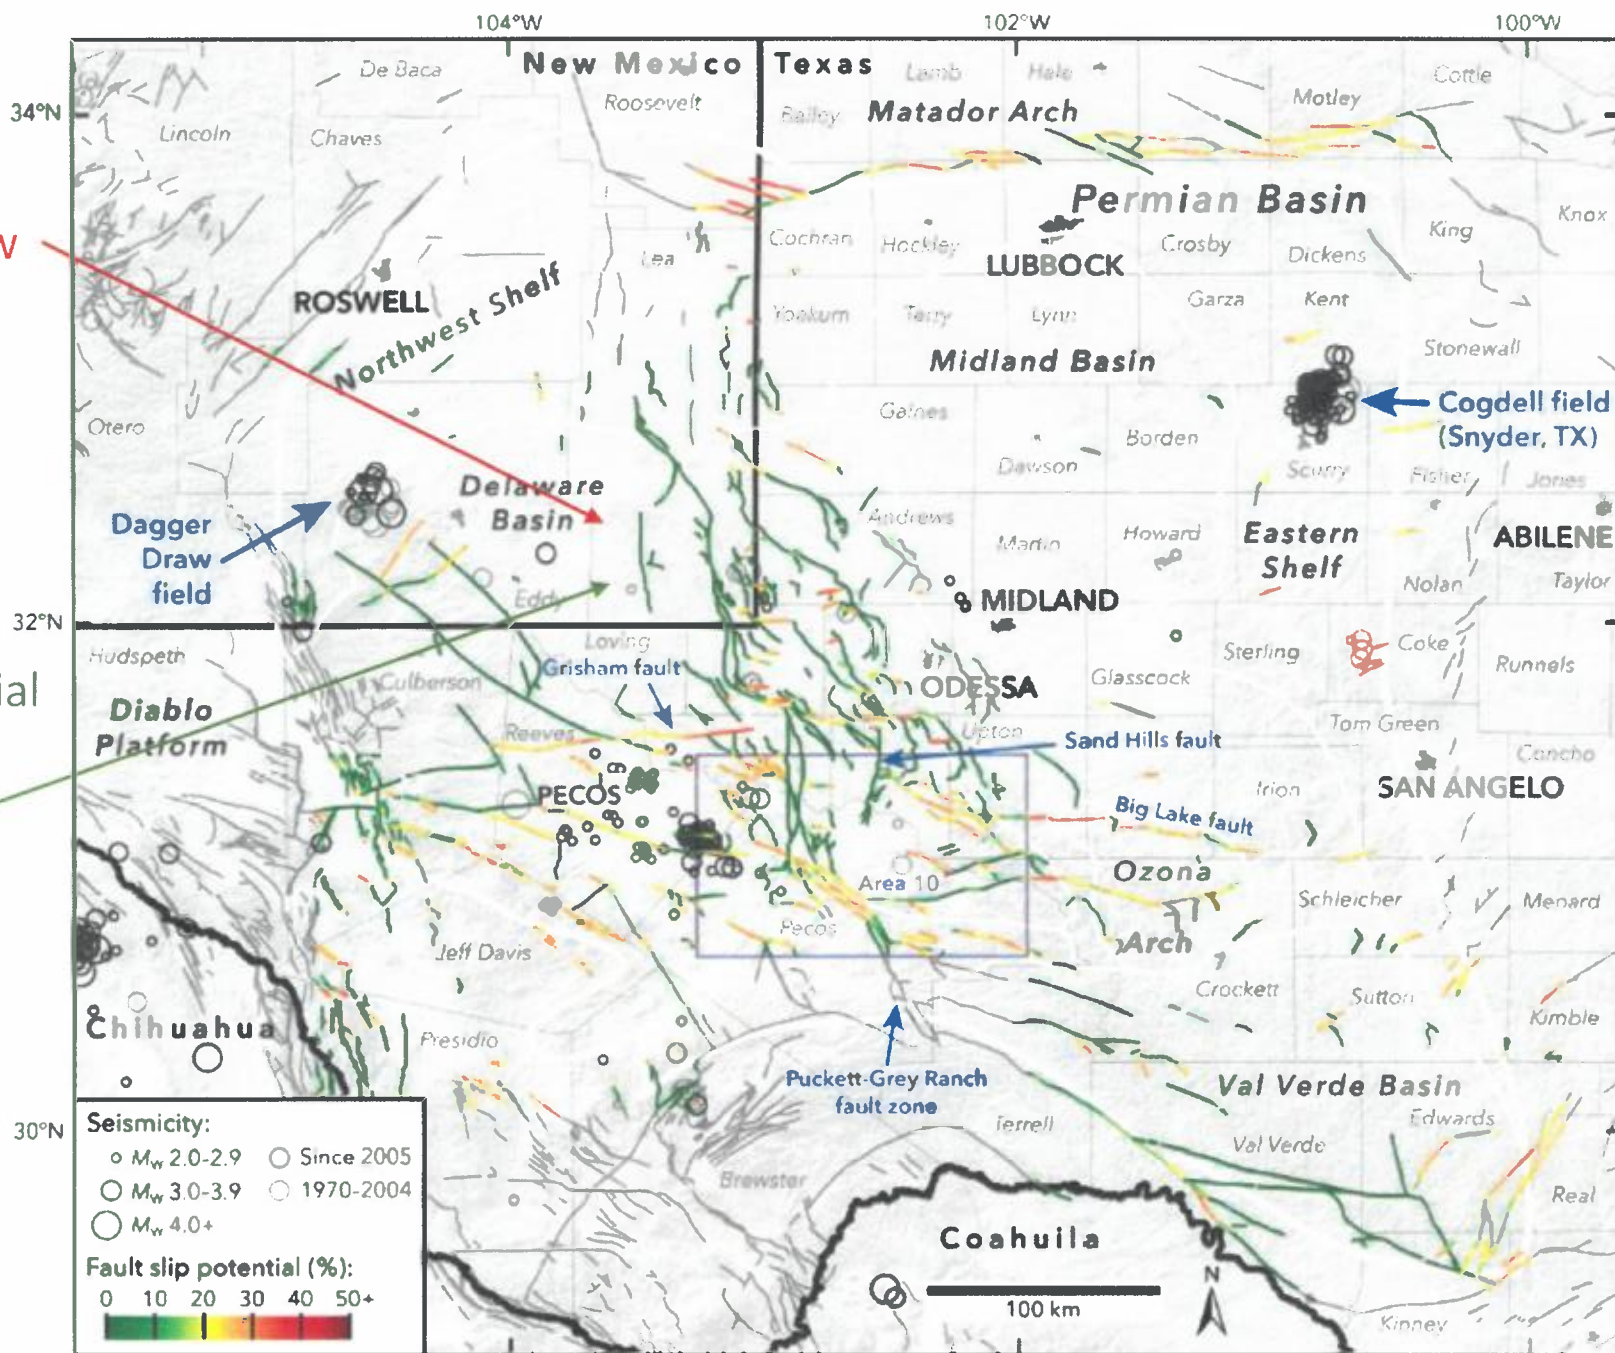 104°W
102°W
100°W
34°N
32°N
30°N
W
ial
New Mexico
Texas
De Baca
Roosevelt
Lincoln
Chaves
Lamb
Hale
Bailey
Matador Arch
Motley
Cottle
Permian Basin
Cochran
Hockley
LUBBOCK
Crosby
Dickens
King
Knox
Lea
ROSWELL
Northwest Shelf
Yoakum
Terry
Lynn
Garza
Kent
Stonewall
Midland Basin
Otero
Gaines
Borden
Cogdell field
(Snyder, TX)
Dawson
Scurry
Fisher
Jones
Delaware
Basin
Dagger
Draw
field
Andrews
Martin
Howard
Eastern
Shelf
ABILENE
Nolan
Taylor
Eddy
MIDLAND
Hudspeth
Loving
Grisham fault
Culberson
ODESSA
Glasscock
Sterling
Coke
Runnels
Diablo
Platform
Reeves
Upton
Sand Hills fault
Tom Green
Concho
PECOS
Irion
SAN ANGELO
Big Lake fault
Area 10
Ozona
Arch
Schleicher
Menard
Pecos
Jeff Davis
Crockett
Sutton
Kimble
Chihuahua
Presidio
Puckett-Grey Ranch
fault zone
Val Verde Basin
Terrell
Val Verde
Edwards
Brewster
Real
Coahuila
N
100 km
Kinney
Seismicity:
Mw 2.0-2.9
Since 2005
Mw 3.0-3.9
1970-2004
Mw 4.0+
Fault slip potential (%):
0 10 20 30 40 50+